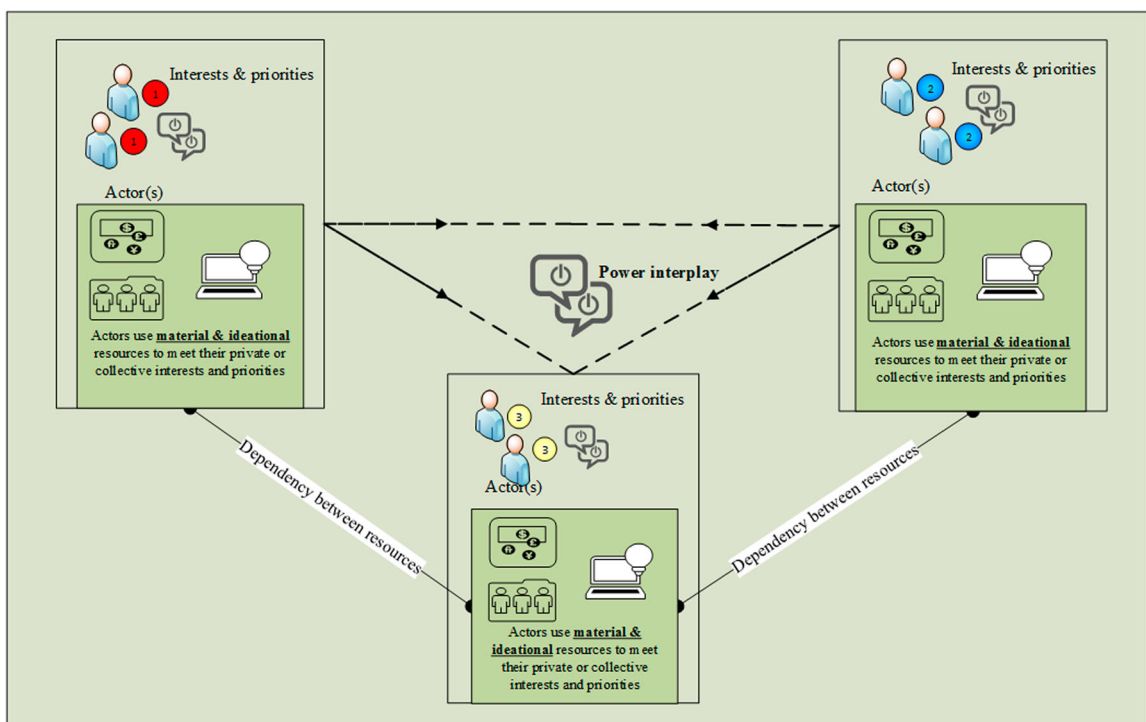 Interests & priorities
1
1
Actor(s)
Actors use material & ideational
resources to meet their private or
collective interests and priorities
Interests & priorities
2
2
Actor(s)
Actors use material & ideational
resources to meet their private or
collective interests and priorities
Power interplay
Interests & priorities
3
3
Actor(s)
Actors use material &
ideational resources to meet
their private or collective
interests and priorities
Dependency between resources
Dependency between resources